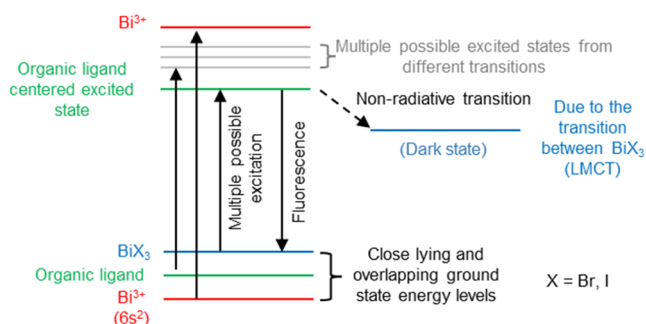 Bi³⁺
Multiple possible excited states from
different transitions
Organic ligand
centered excited
state
Non-radiative transition
(Dark state)
Due to the
transition
between BiX₃
(LMCT)
Multiple possible
excitation
Fluorescence
BiX₃
Organic ligand
Bi³⁺
(6s²)
Close lying and
overlapping ground
state energy levels
X = Br, I